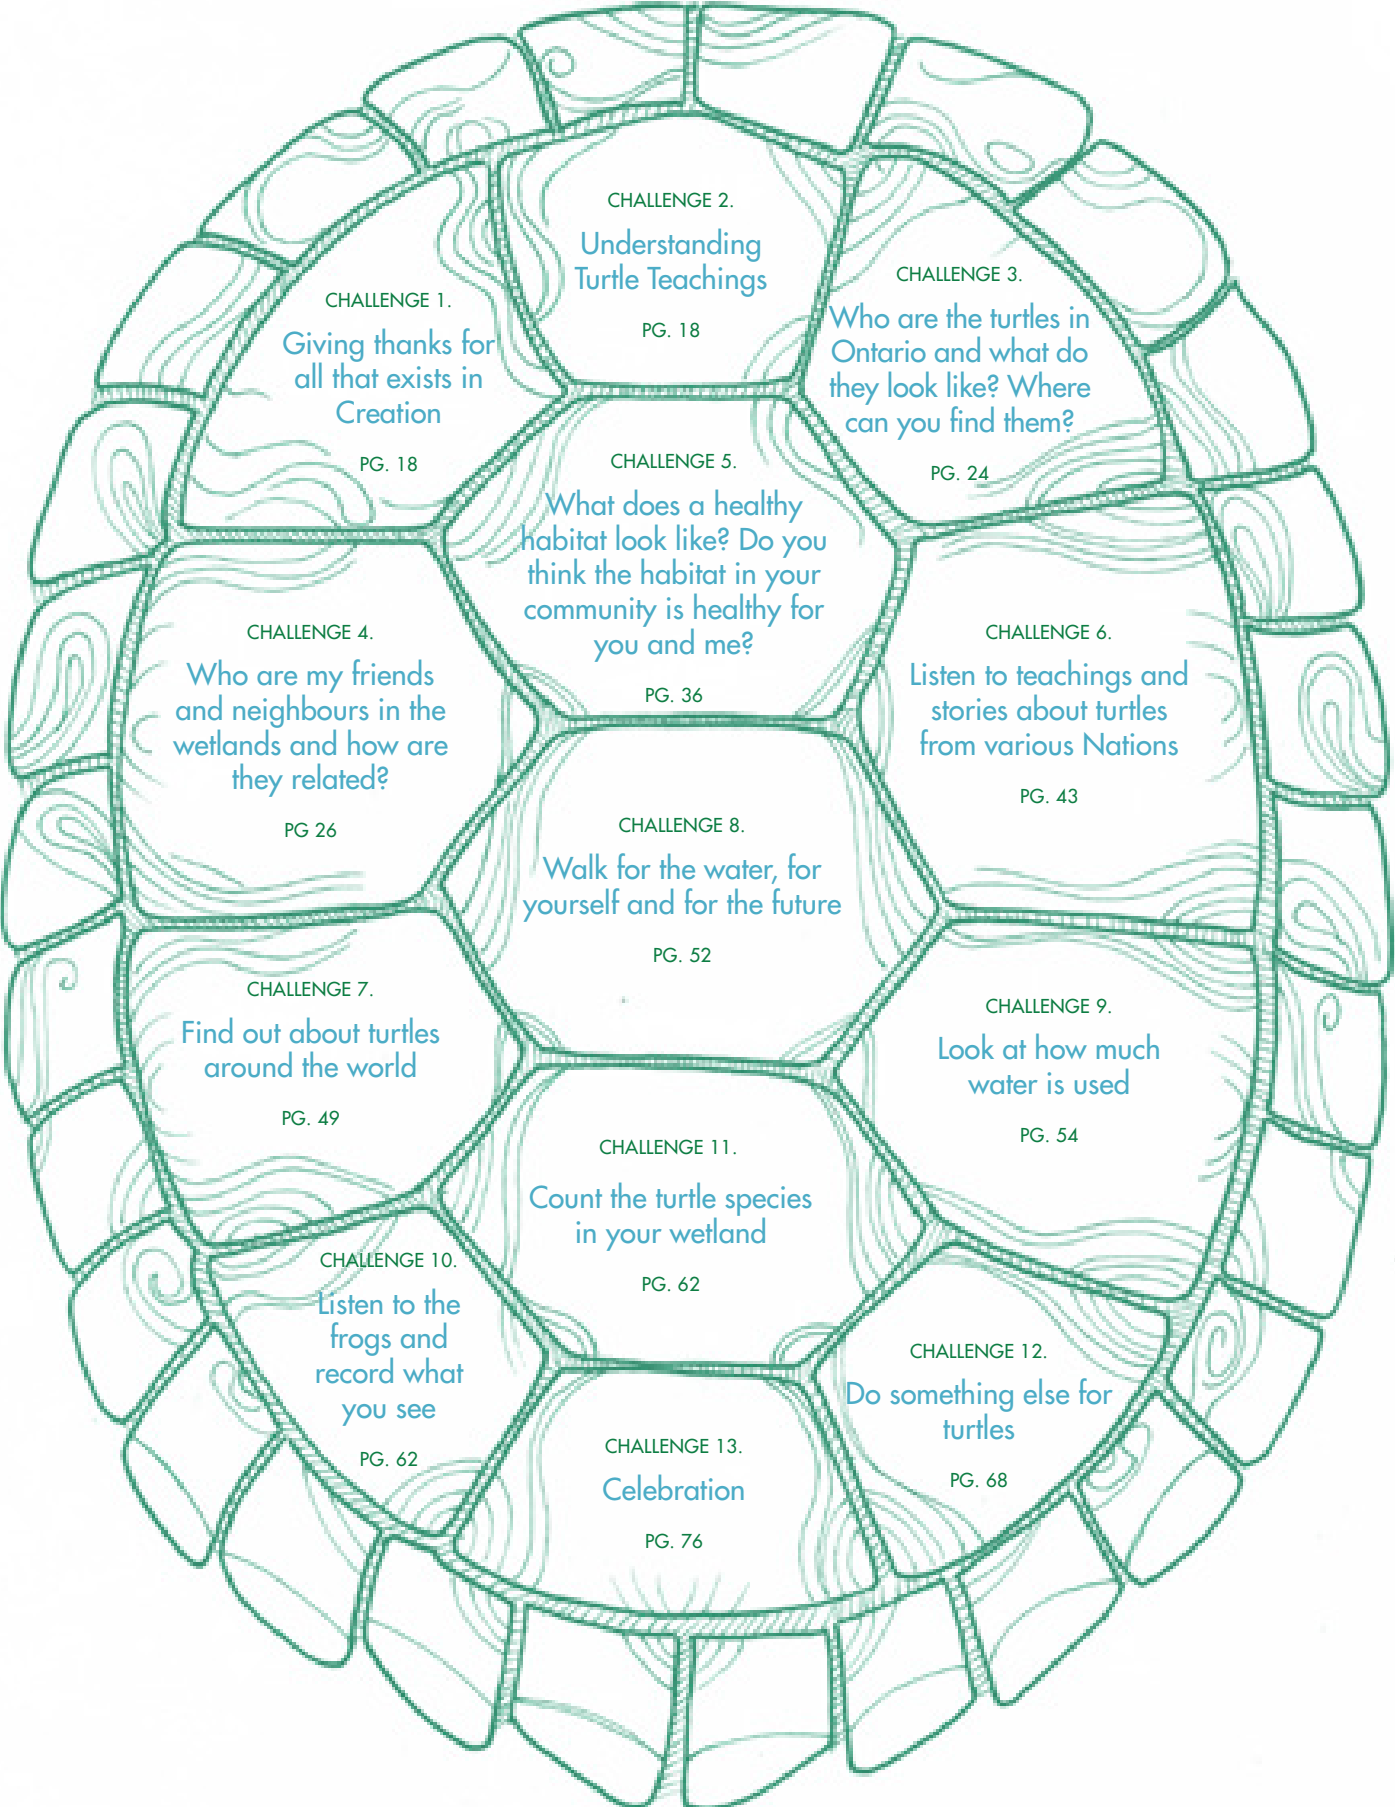 CHALLENGE 1.
Giving thanks for
all that exists in
Creation
PG. 18
CHALLENGE 2.
Understanding
Turtle Teachings
PG. 18
CHALLENGE 3.
Who are the turtles in
Ontario and what do
they look like? Where
can you find them?
PG. 24
CHALLENGE 4.
Who are my friends
and neighbours in the
wetlands and how are
they related?
PG 26
CHALLENGE 5.
What does a healthy
habitat look like? Do you
think the habitat in your
community is healthy for
you and me?
PG. 36
CHALLENGE 6.
Listen to teachings and
stories about turtles
from various Nations
PG. 43
CHALLENGE 7.
Find out about turtles
around the world
PG. 49
CHALLENGE 8.
Walk for the water, for
yourself and for the future
PG. 52
CHALLENGE 9.
Look at how much
water is used
PG. 54
CHALLENGE 10.
Listen to the
frogs and
record what
you see
PG. 62
CHALLENGE 11.
Count the turtle species
in your wetland
PG. 62
CHALLENGE 12.
Do something else for
turtles
PG. 68
CHALLENGE 13.
Celebration
PG. 76